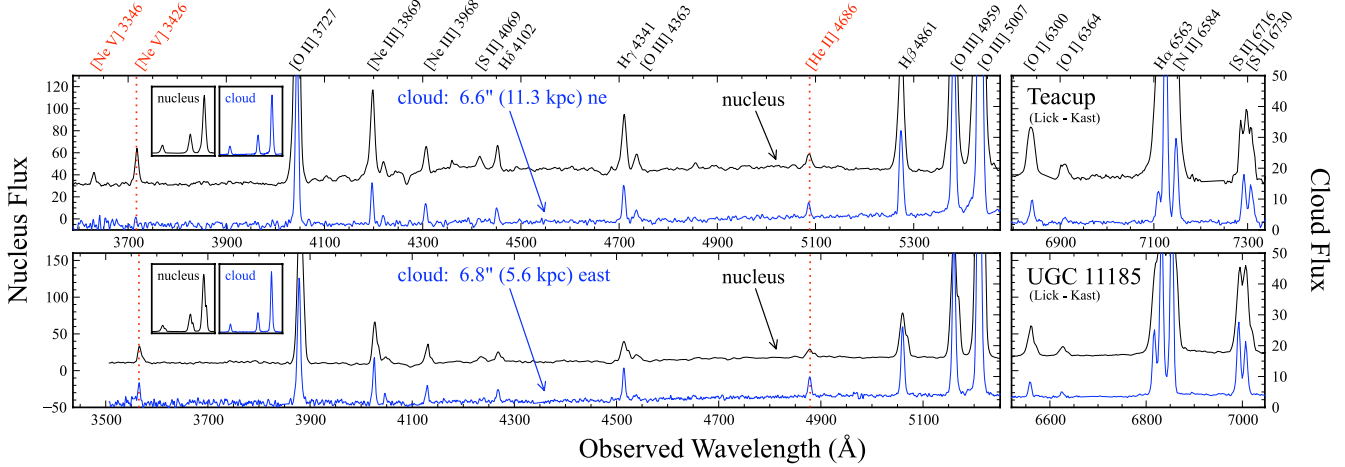 [Ne V] 3346
[Ne V] 3426
[O II] 3727
[Ne III] 3869
[Ne III] 3968
[S II] 4069
Hδ 4102
Hγ 4341
[O III] 4363
[He II] 4686
Hβ 4861
[O III] 4959
[O III] 5007
[O I] 6300
[O I] 6364
Hα 6563
[N II] 6584
[S II] 6716
[S II] 6730
Nucleus Flux
120
100
80
60
40
20
0
nucleus
cloud
cloud: 6.6" (11.3 kpc) ne
nucleus
Teacup
(Lick - Kast)
50
40
30
20
10
0
3700
3900
4100
4300
4500
4700
4900
5100
5300
6900
7100
7300
Cloud Flux
150
100
50
0
−50
nucleus
cloud
cloud: 6.8" (5.6 kpc) east
nucleus
UGC 11185
(Lick - Kast)
50
40
30
20
10
0
3500
3700
3900
4100
4300
4500
4700
4900
5100
6600
6800
7000
Observed Wavelength (Å)